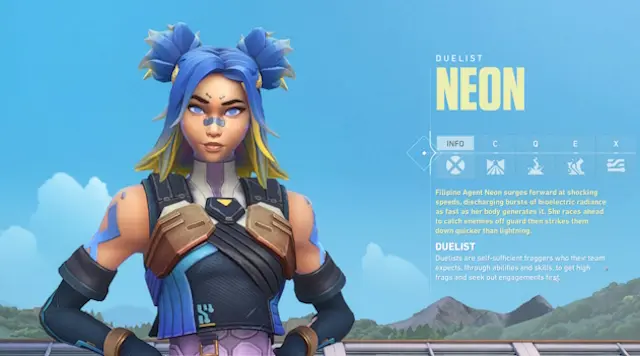 DUELIST
NEON
INFO C Q E X
Filipino Agent Neon surges forward at shocking
speeds, discharging bursts of bioelectric radiance
as fast as her body generates it. She races ahead
to catch enemies off guard then strikes them
down quicker than lightning.
DUELIST
Duelists are self-sufficient fraggers who their team
expects, through abilities and skills, to get high
frags and seek out engagements first.